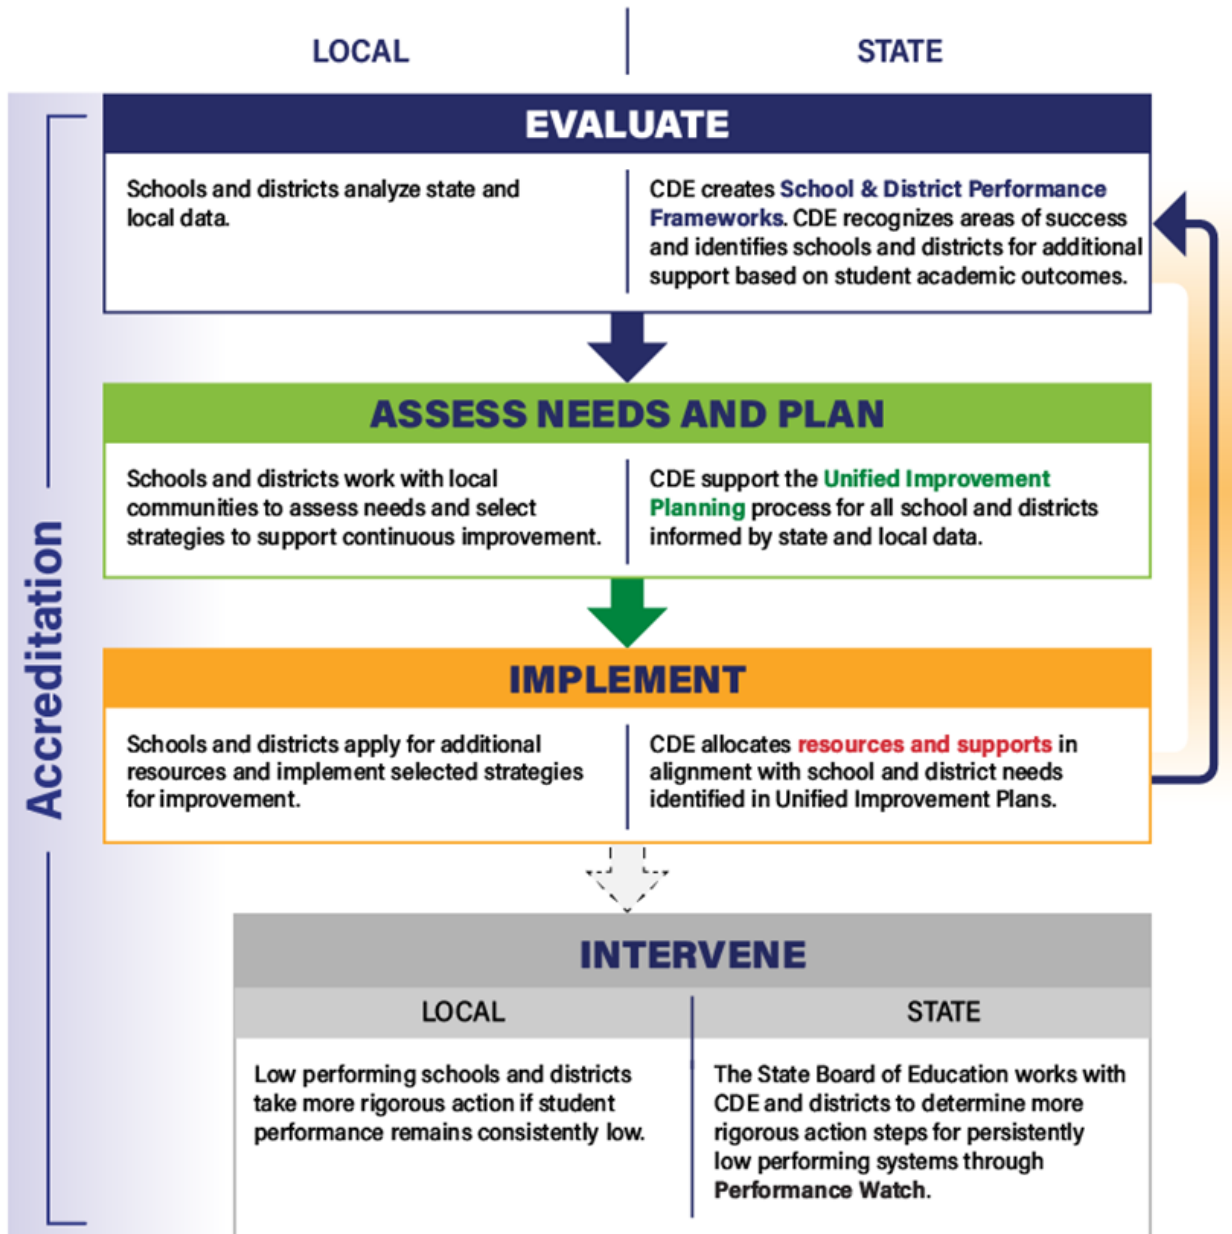 LOCAL
STATE
EVALUATE
Schools and districts analyze state and
local data.
CDE creates School & District Performance
Frameworks. CDE recognizes areas of success
and identifies schools and districts for additional
support based on student academic outcomes.
ASSESS NEEDS AND PLAN
Schools and districts work with local
communities to assess needs and select
strategies to support continuous improvement.
CDE support the Unified Improvement
Planning process for all school and districts
informed by state and local data.
Accreditation
IMPLEMENT
Schools and districts apply for additional
resources and implement selected strategies
for improvement.
CDE allocates resources and supports in
alignment with school and district needs
identified in Unified Improvement Plans.
INTERVENE
LOCAL
STATE
Low performing schools and districts
take more rigorous action if student
performance remains consistently low.
The State Board of Education works with
CDE and districts to determine more
rigorous action steps for persistently
low performing systems through
Performance Watch.